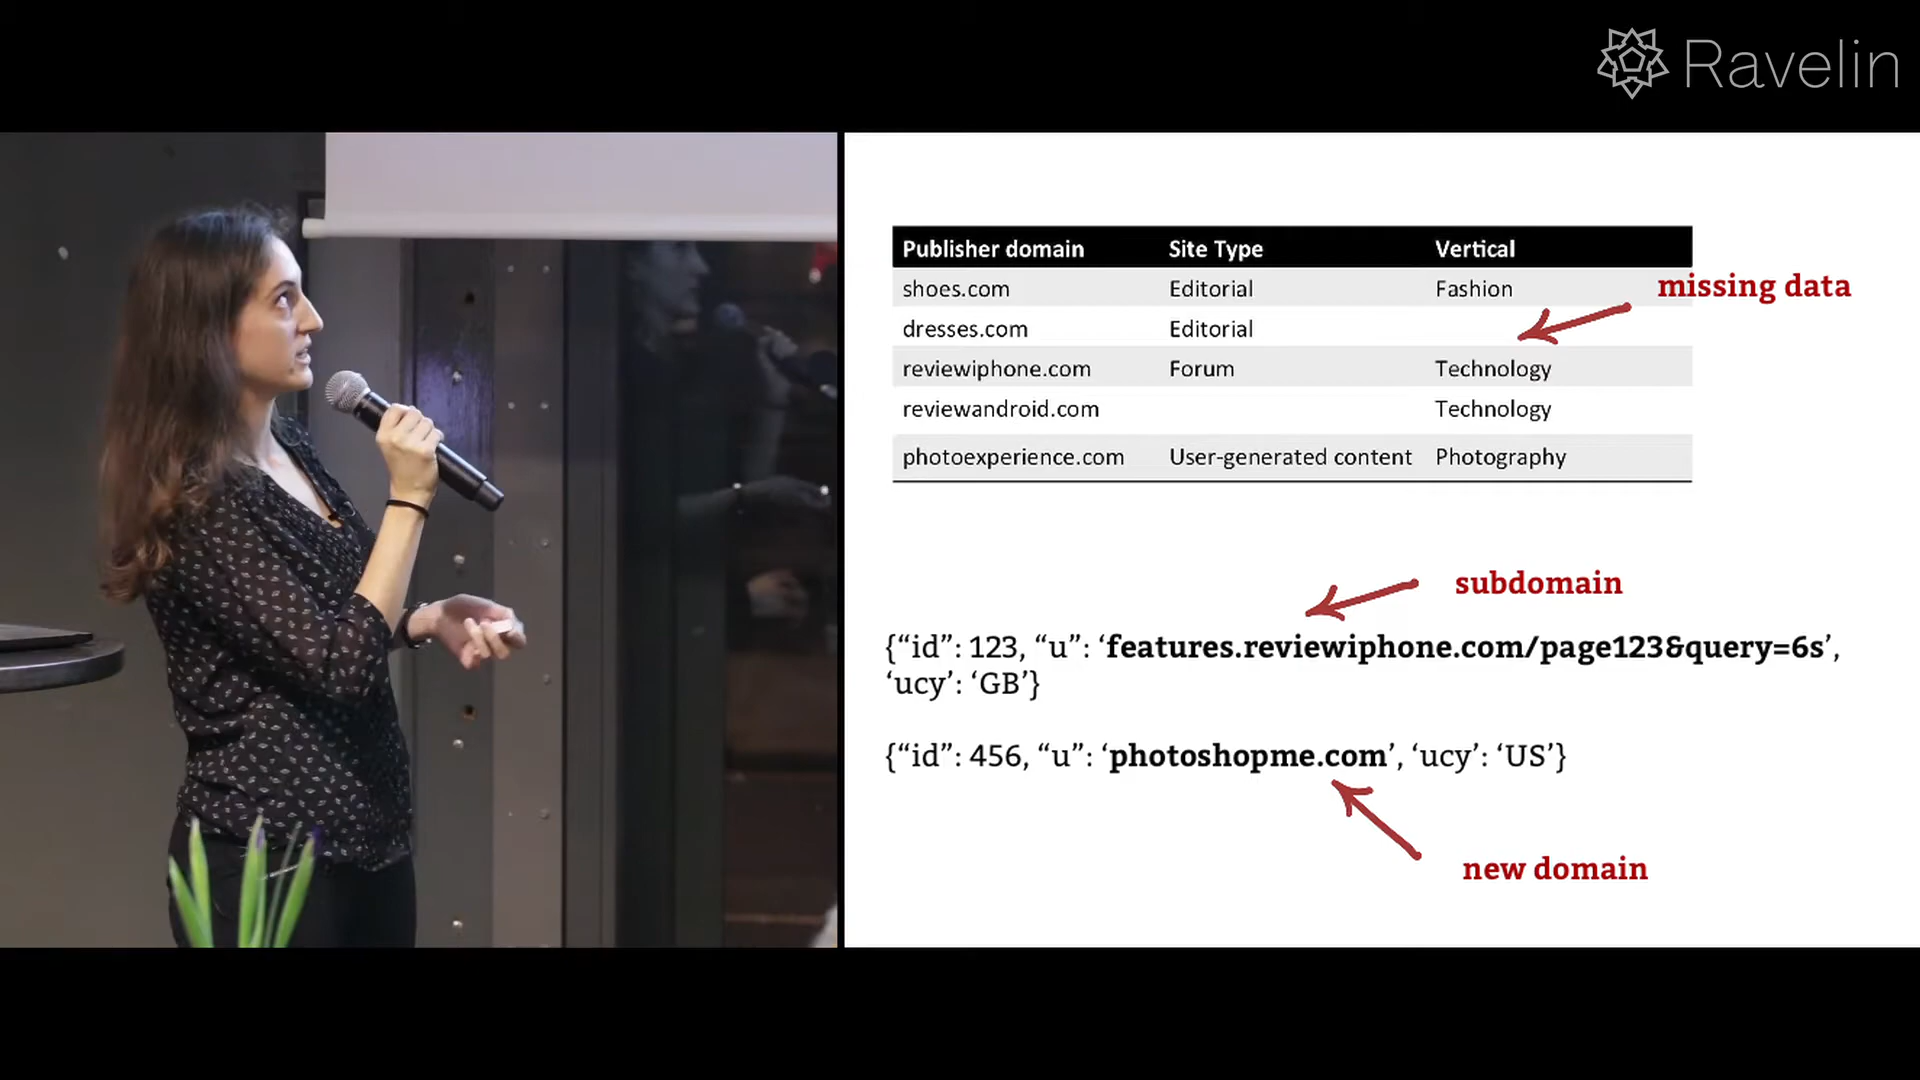 Ravelin
Publisher domain Site Type Vertical
shoes.com Editorial Fashion
missing data
dresses.com Editorial
reviewiphone.com Forum Technology
reviewandroid.com Technology
photoexperience.com User-generated content Photography
subdomain
{“id”: 123, “u”: ‘features.reviewiphone.com/page123&query=6s’,
‘ucy’: ‘GB’}
{“id”: 456, “u”: ‘photoshopme.com’, ‘ucy’: ‘US’}
new domain